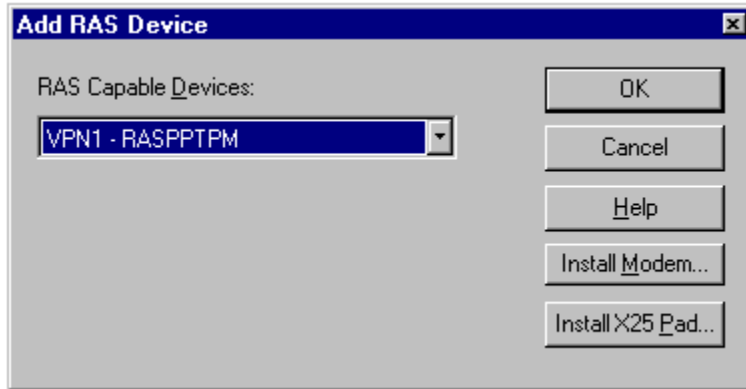 Add RAS Device
RAS Capable Devices:
VPN1 - RASPPTPM
OK
Cancel
Help
Install Modem...
Install X25 Pad...